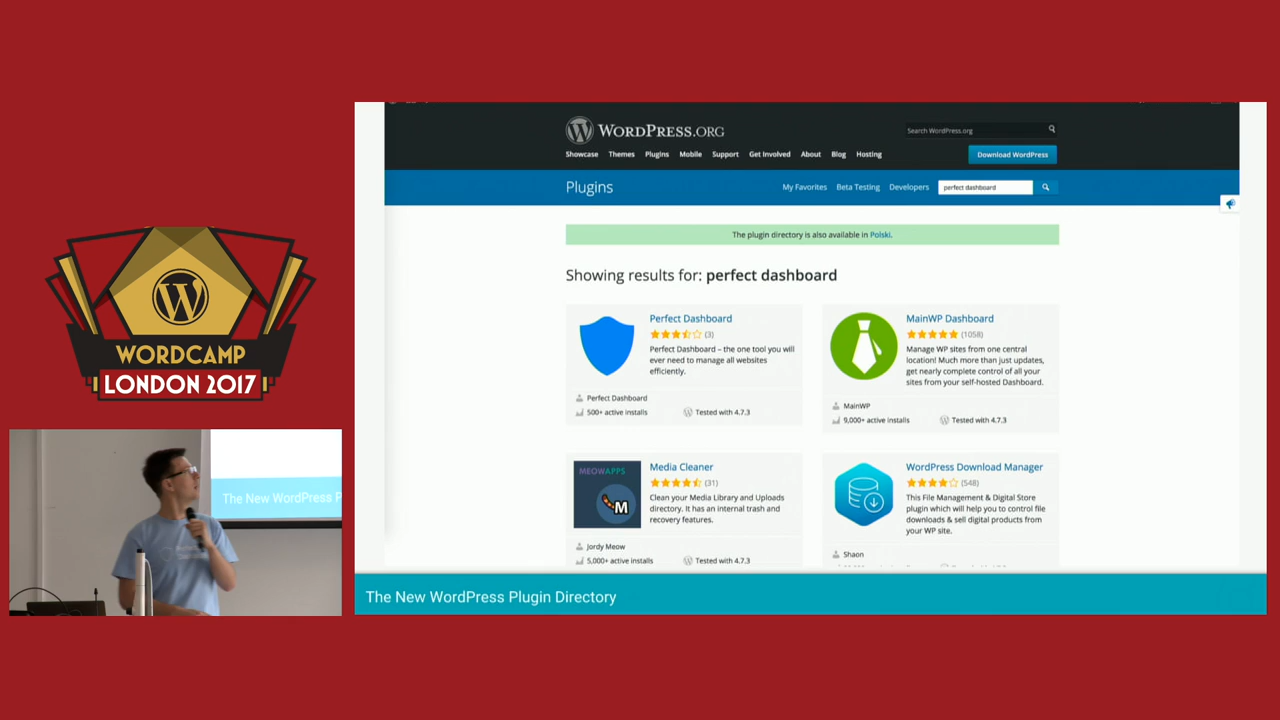 WORDPRESS.ORG
Search WordPress.org
Showcase Themes Plugins Mobile Support Get Involved About Blog Hosting
Download WordPress
Plugins
My Favorites Beta Testing Developers
perfect dashboard
The plugin directory is also available in Polski.
Showing results for: perfect dashboard
Perfect Dashboard
(3)
Perfect Dashboard – the one tool you will
ever need to manage all websites
efficiently.
Perfect Dashboard
500+ active installs
Tested with 4.7.3
MainWP Dashboard
(1058)
Manage WP sites from one central
location! Much more than just updates,
get nearly complete control of all your
sites from your self-hosted Dashboard.
MainWP
9,000+ active installs
Tested with 4.7.3
MEOWAPPS
M
Media Cleaner
(31)
Clean your Media Library and Uploads
directory. It has an internal trash and
recovery features.
Jordy Meow
5,000+ active installs
Tested with 4.7.3
WordPress Download Manager
(548)
This File Management & Digital Store
plugin which will help you to control file
downloads & sell digital products from
your WP site.
Shaon
The New WordPress Plugin Directory
W
WORDCAMP
LONDON 2017
The New WordPress P